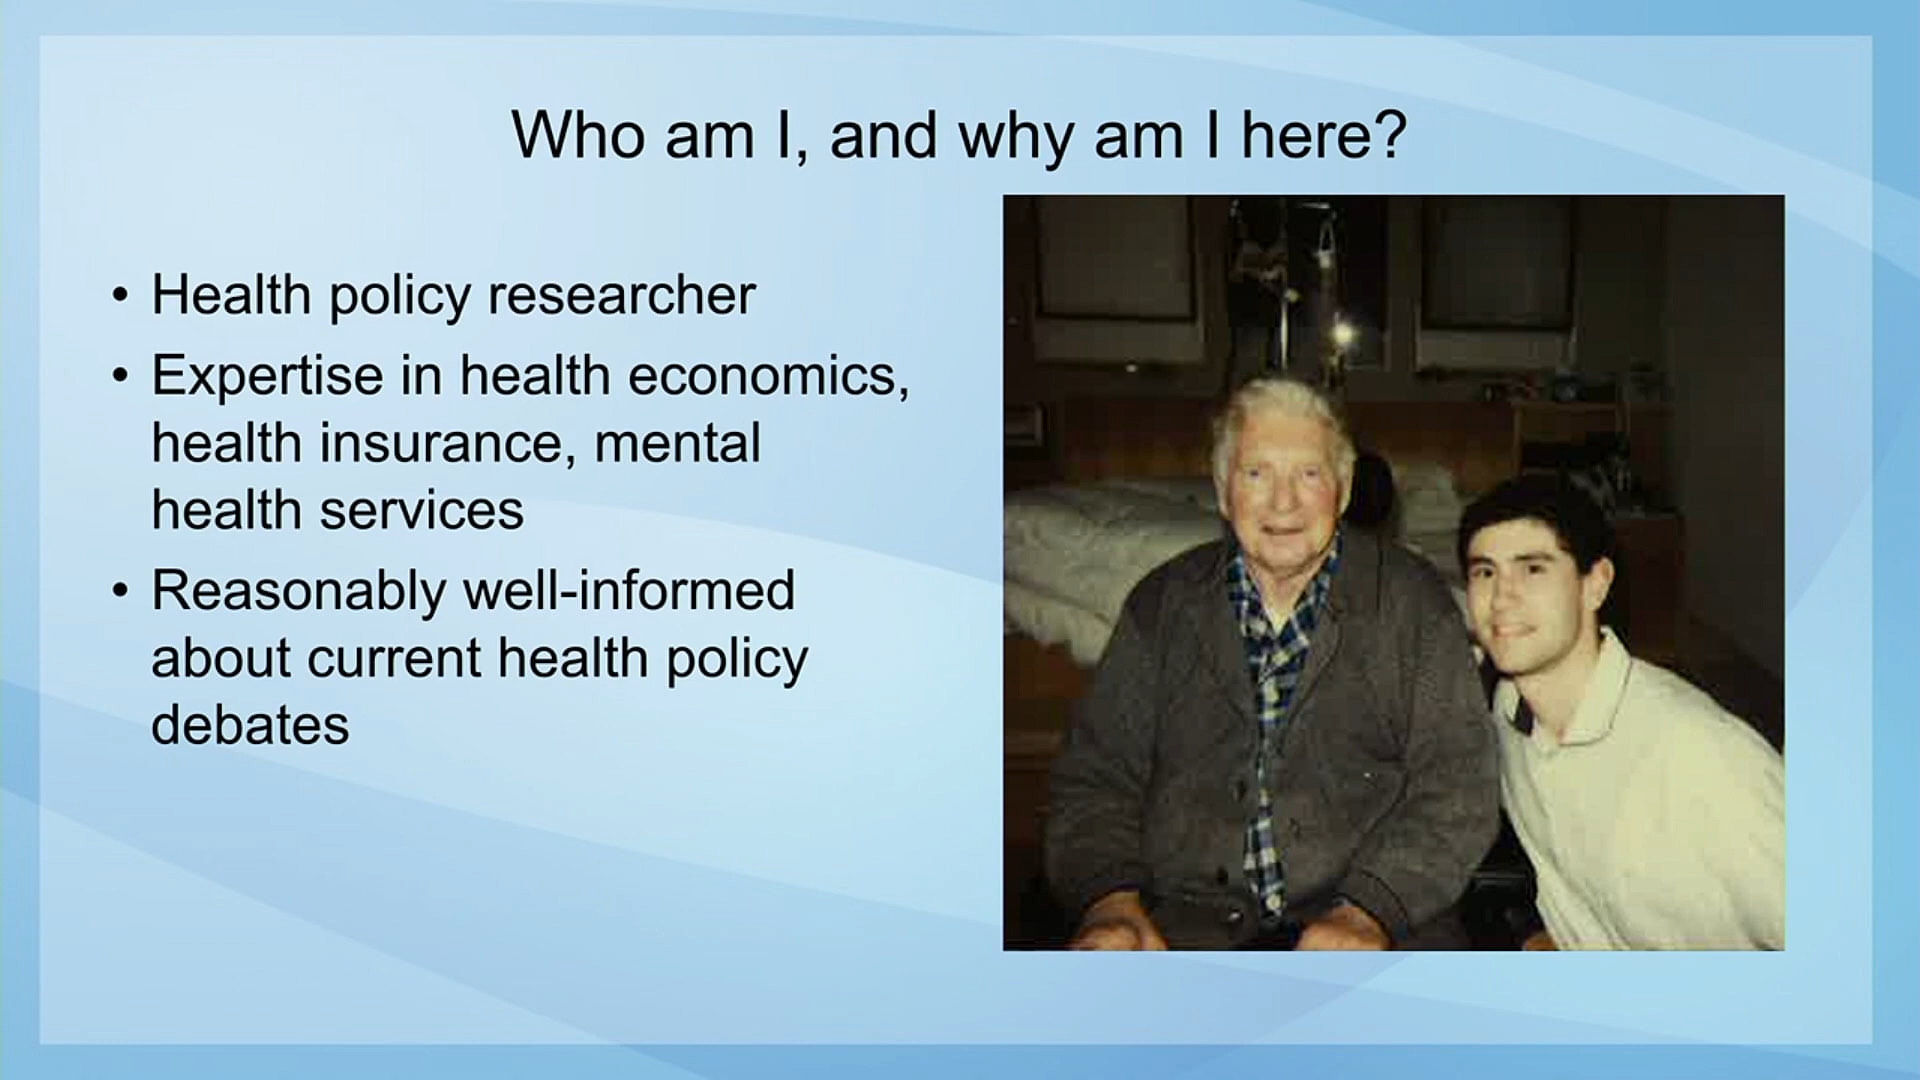 Who am I, and why am I here?
• Health policy researcher
• Expertise in health economics,
health insurance, mental
health services
• Reasonably well-informed
about current health policy
debates